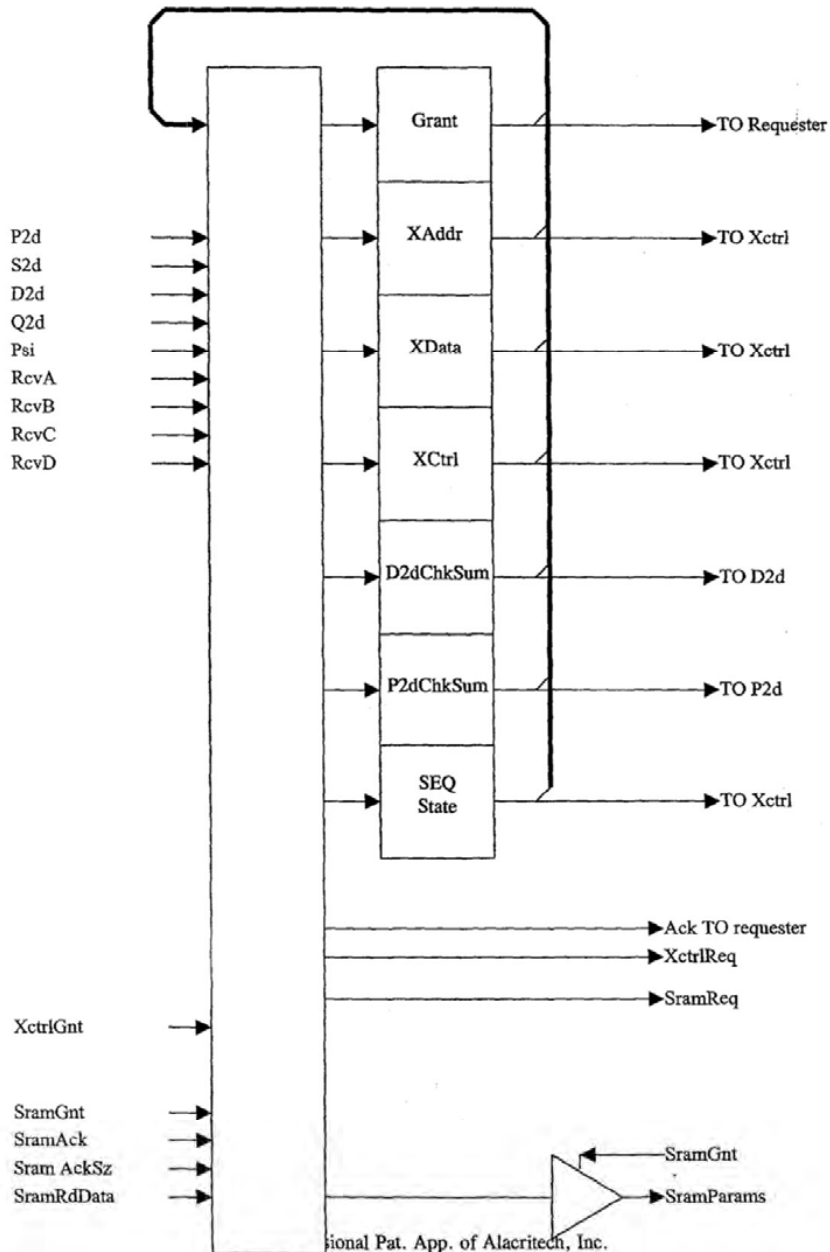 Grant
TO Requester
P2d
XAddr
TO Xctrl
S2d
D2d
Q2d
Psi
XData
TO Xctrl
RcvA
RcvB
RcvC
RcvD
XCtrl
TO Xctrl
D2dChkSum
TO D2d
P2dChkSum
TO P2d
SEQ
State
TO Xctrl
Ack TO requester
XctrlReq
SramReq
XctrlGnt
SramGnt
SramAck
SramGnt
Sram AckSz
SramRdData
SramParams
sional Pat. App. of Alacritech, Inc.